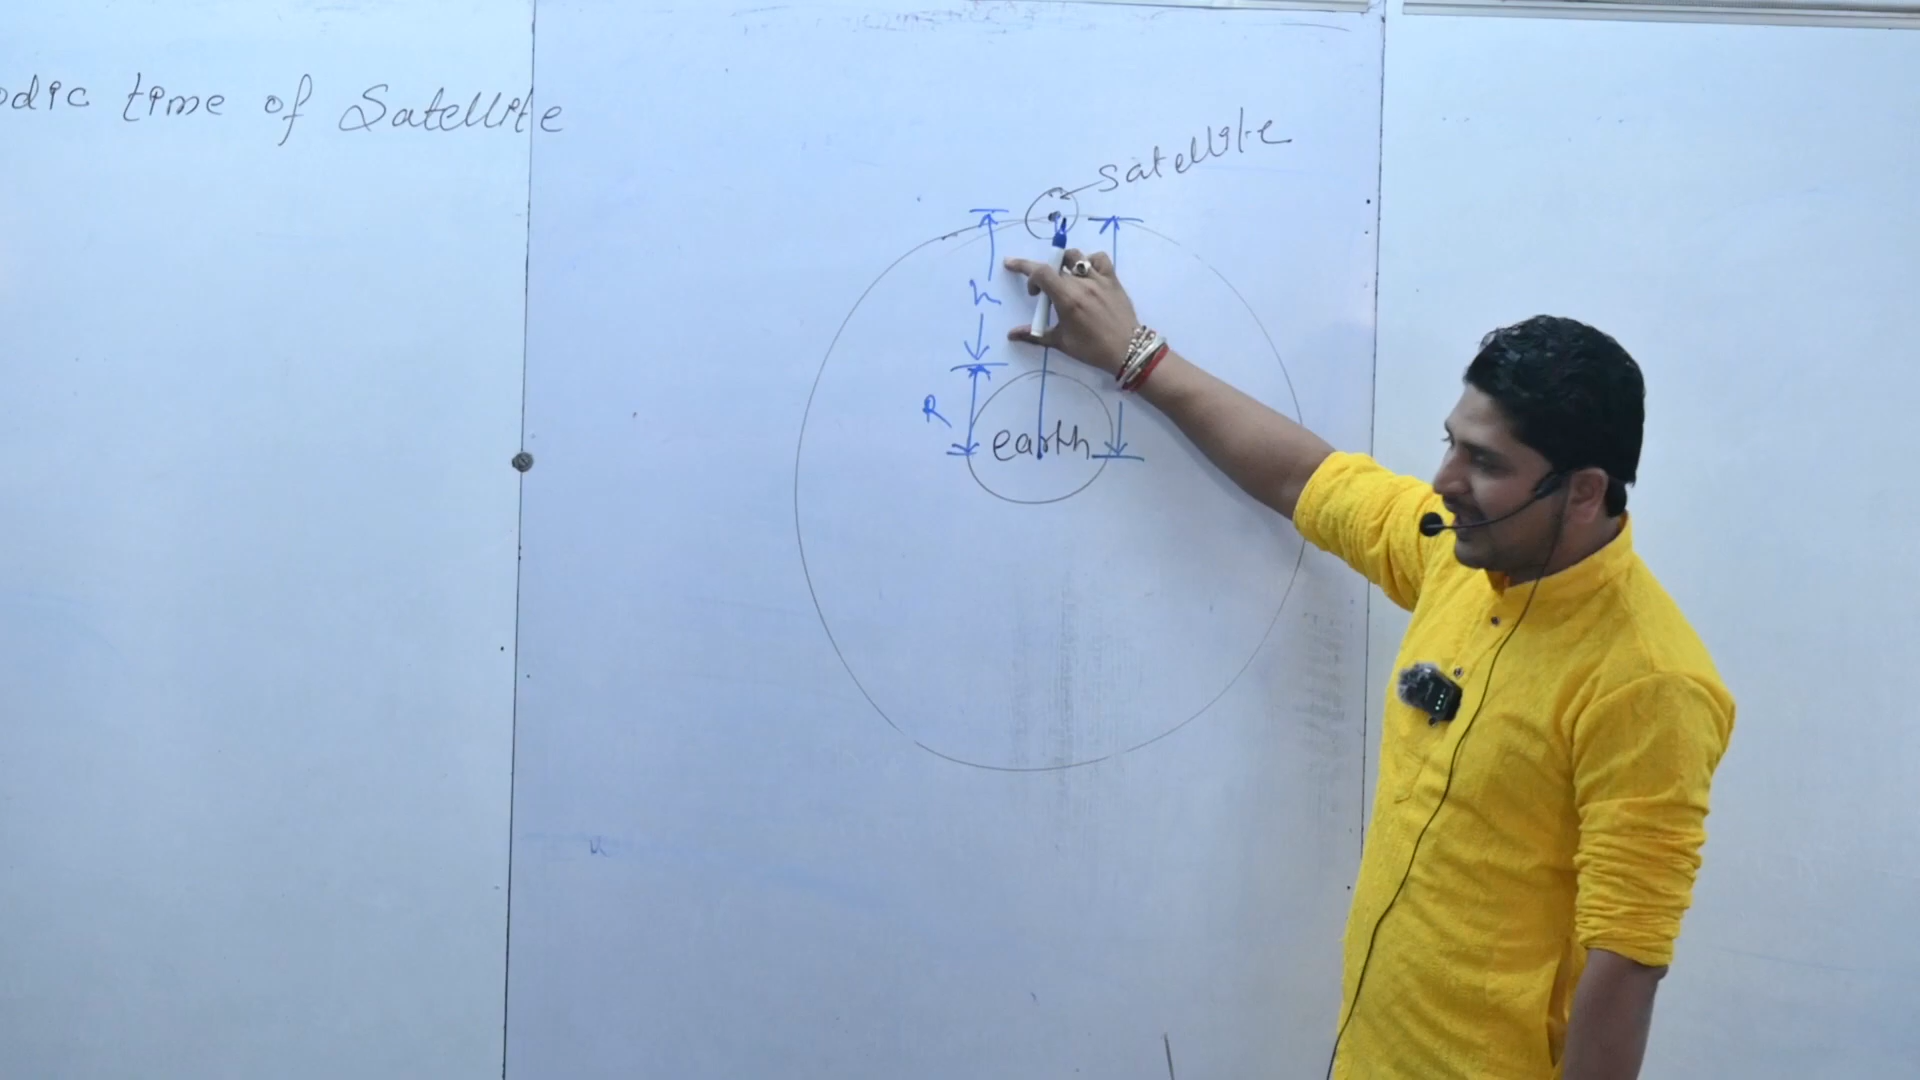 odic time of Satellite
satellite
h
R
earth